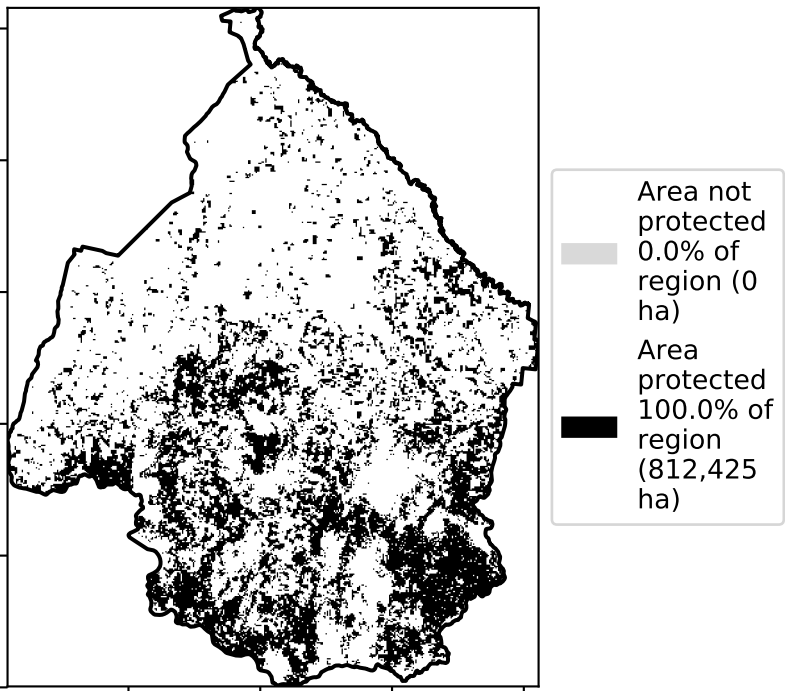 Area not
protected
0.0% of
region (0
ha)
Area
protected
100.0% of
region
(812,425
ha)